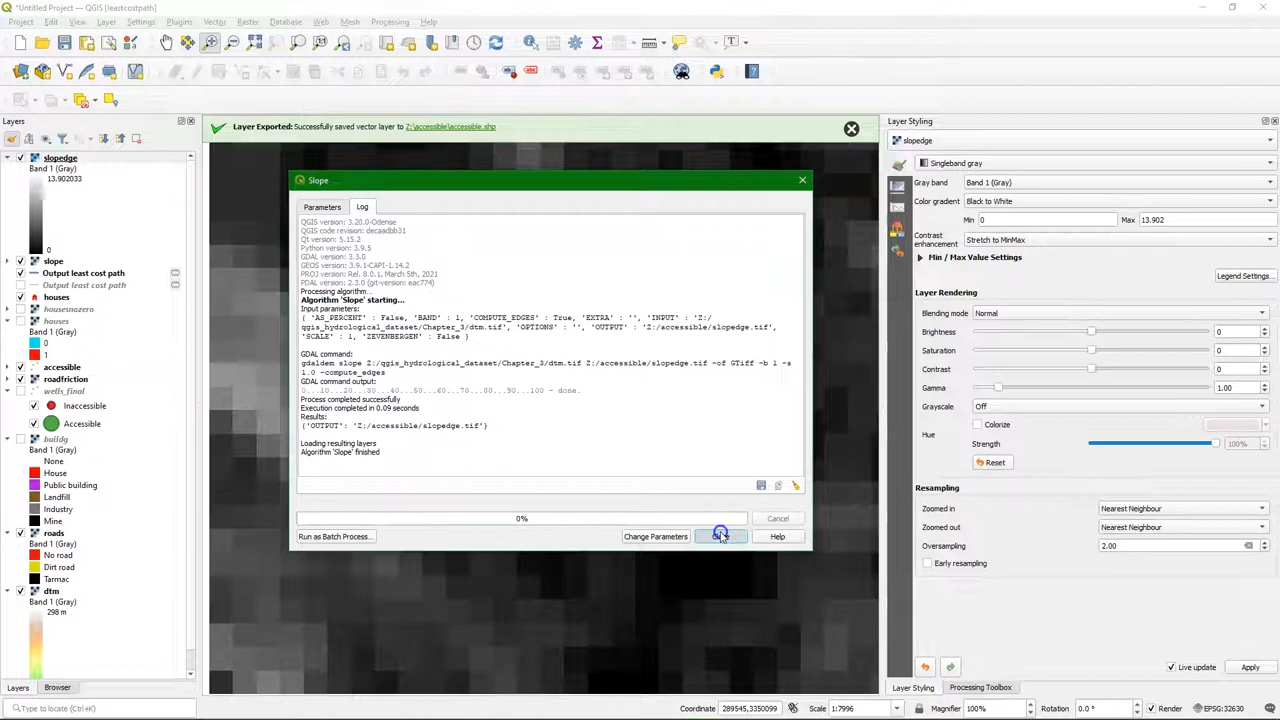 *Untitled Project — QGIS [leastcostpath]
Project Edit View Layer Settings Plugins Vector Raster Database Web Mesh Processing Help
Layers
slopedge
Band 1 (Gray)
13.902033
0
slope
Output least cost path
Output least cost path
houses
housesnozero
houses
Band 1 (Gray)
0
1
accessible
roadfriction
wells_final
Inaccessible
Accessible
buildg
Band 1 (Gray)
None
House
Public building
Landfill
Industry
Mine
roads
No road
Dirt road
Tarmac
dtm
Band 1 (Gray)
298 m
Layers Browser
Type to locate (Ctrl+K)
Layer Exported: Successfully saved vector layer to Z:\accessible\accessible.shp
Slope
Parameters Log
QGIS version: 3.20.0-Odense
QGIS code revision: decaadbb31
Qt version: 5.15.2
Python version: 3.9.5
GDAL version: 3.3.0
GEOS version: 3.9.1-CAPI-1.14.2
PROJ version: Rel. 8.0.1, March 5th, 2021
PDAL version: 2.3.0 (git-version: eac774)
Processing algorithm…
Algorithm 'Slope' starting…
Input parameters:
{ 'AS_PERCENT' : False, 'BAND' : 1, 'COMPUTE_EDGES' : True, 'EXTRA' : '', 'INPUT' : 'Z:/
qgis_hydrological_dataset/Chapter_3/dtm.tif', 'OPTIONS' : '', 'OUTPUT' : 'Z:/accessible/slopedge.tif',
'SCALE' : 1, 'ZEVENBERGEN' : False }
GDAL command:
gdaldem slope Z:/qgis_hydrological_dataset/Chapter_3/dtm.tif Z:/accessible/slopedge.tif -of GTiff -b 1 -s
1.0 -compute_edges
GDAL command output:
0...10...20...30...40...50...60...70...80...90...100 - done.
Process completed successfully
Execution completed in 0.09 seconds
Results:
{'OUTPUT': 'Z:/accessible/slopedge.tif'}
Loading resulting layers
Algorithm 'Slope' finished
0%
Cancel
Run as Batch Process… Change Parameters Help
Layer Styling
slopedge
Singleband gray
Gray band Band 1 (Gray)
Color gradient Black to White
Min 0 Max 13.902
Contrast enhancement Stretch to MinMax
Min / Max Value Settings
Legend Settings…
Layer Rendering
Blending mode Normal
Brightness 0
Saturation 0
Contrast 0
Gamma 1.00
Grayscale Off
Hue Colorize
Strength 100%
Reset
Resampling
Zoomed in Nearest Neighbour
Zoomed out Nearest Neighbour
Oversampling 2.00
Early resampling
Live update Apply
Layer Styling Processing Toolbox
Coordinate 289545,3350099 Scale 1:7996 Magnifier 100% Rotation 0.0 ° Render EPSG:32630